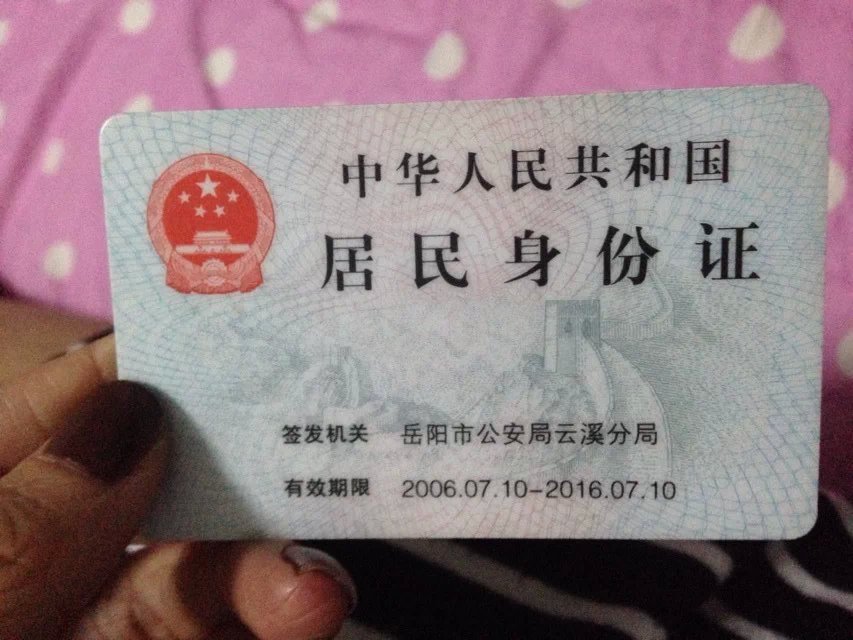 中华人民共和国
居民身份证
签发机关 岳阳市公安局云溪分局
有效期限 2006.07.10-2016.07.10